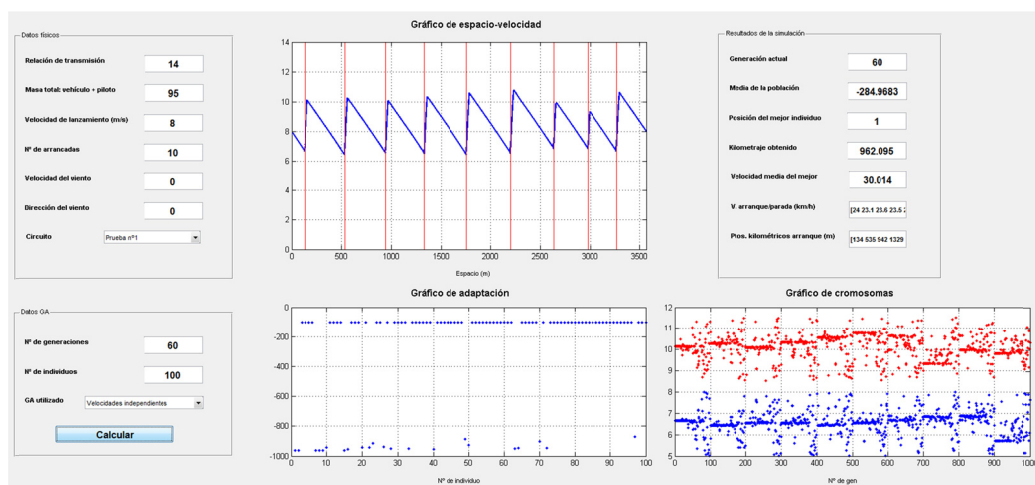 Datos físicos
Relación de transmisión 14
Masa total: vehículo + piloto 95
Velocidad de lanzamiento (m/s) 8
Nº de arrancadas 10
Velocidad del viento 0
Dirección del viento 0
Circuito Prueba nº1
Gráfico de espacio-velocidad
14
12
10
8
6
4
2
0
0 500 1000 1500 2000 2500 3000 3500
Espacio (m)
Resultados de la simulación
Generación actual 60
Media de la población -284.9683
Posición del mejor individuo 1
Kilometraje obtenido 962.095
Velocidad media del mejor 30.014
V. arranque/parada (km/h) [24 23.1 23.6 23.5 2
Ptos. kilométricos arranque (m) [134 535 942 1329
Datos GA
Nº de generaciones 60
Nº de individuos 100
GA utilizado Velocidades independientes
Calcular
Gráfico de adaptación
0
-200
-400
-600
-800
-1000
0 10 20 30 40 50 60 70 80 90 100
Nº de individuo
Gráfico de cromosomas
12
11
10
9
8
7
6
5
0 100 200 300 400 500 600 700 800 900 1000
Nº de gen